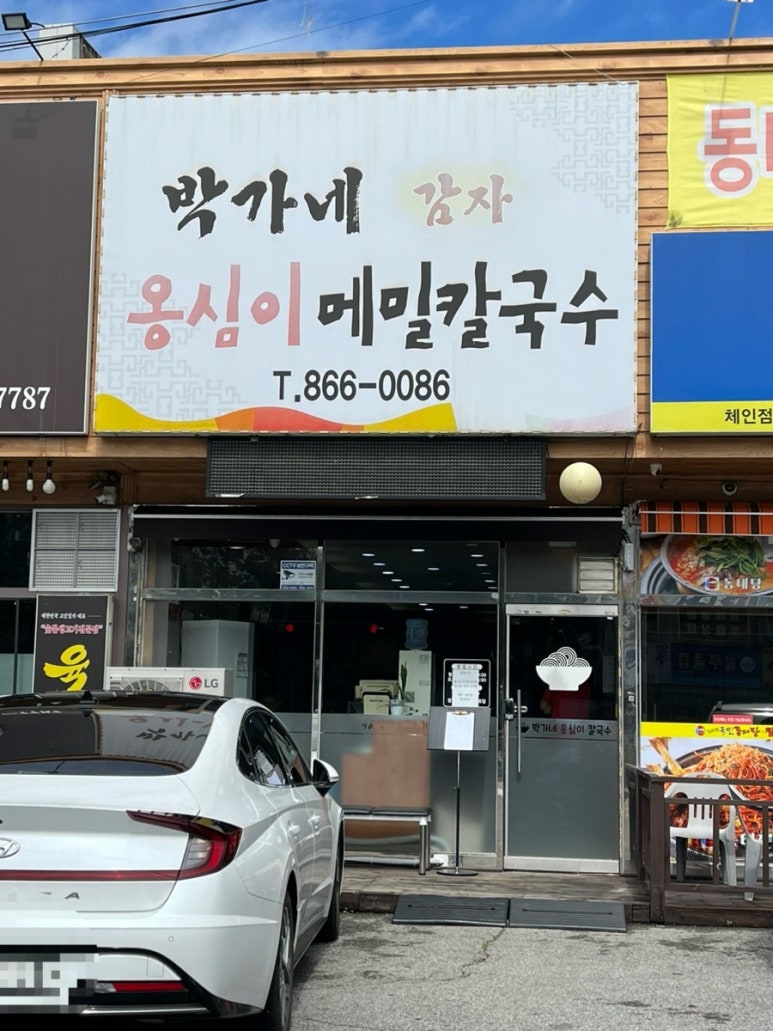 박가네 감자
옹심이 메밀칼국수
T.866-0086
7787
동
체인점
CCTV
동태탕
LG
육
박가네 옹심이 칼국수